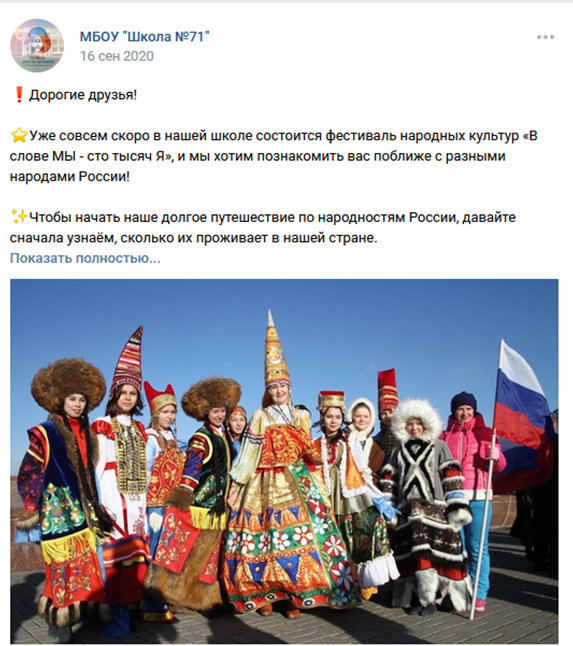 МБОУ "Школа №71"
16 сен 2020
❗Дорогие друзья!
⭐Уже совсем скоро в нашей школе состоится фестиваль народных культур «В
слове МЫ - сто тысяч Я», и мы хотим познакомить вас поближе с разными
народами России!
✨Чтобы начать наше долгое путешествие по народностям России, давайте
сначала узнаём, сколько их проживает в нашей стране.
Показать полностью...